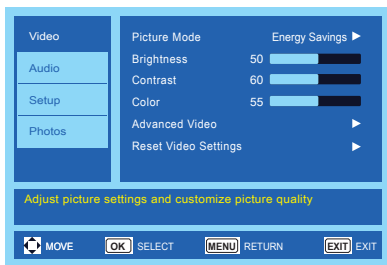 Video
Audio
Setup
Photos
Picture Mode Energy Savings
Brightness 50
Contrast 60
Color 55
Advanced Video
Reset Video Settings
Adjust picture settings and customize picture quality
MOVE OK SELECT MENU RETURN EXIT EXIT